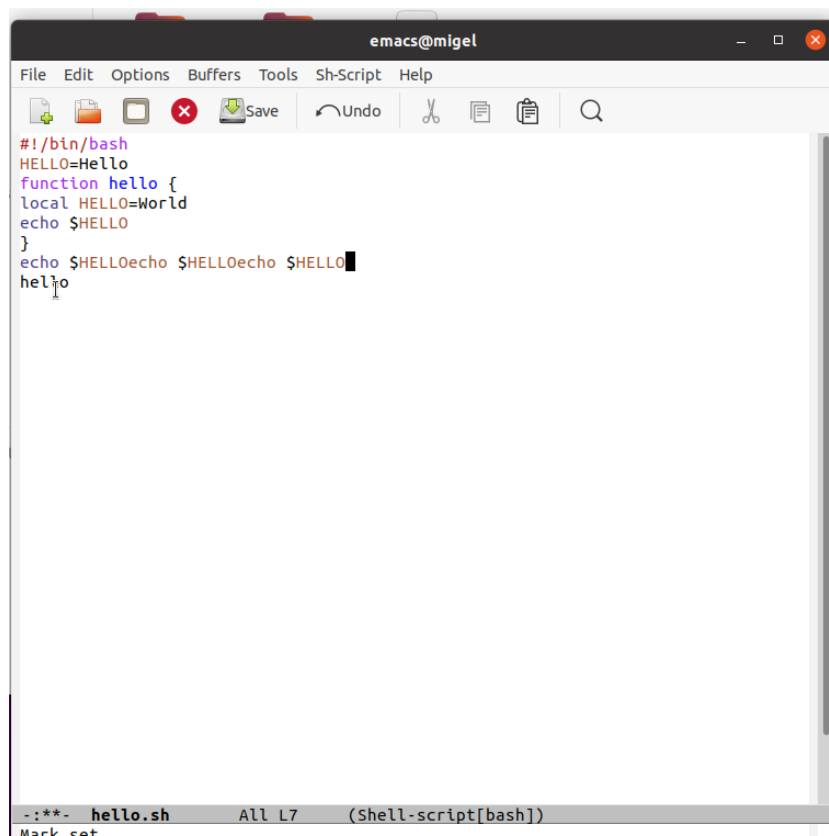 emacs@migel
File Edit Options Buffers Tools Sh-Script Help
Save Undo
#!/bin/bash
HELLO=Hello
function hello {
local HELLO=World
echo $HELLO
}
echo $HELLOecho $HELLOecho $HELLO
hello
-:**- hello.sh All L7 (Shell-script[bash])
Mark set